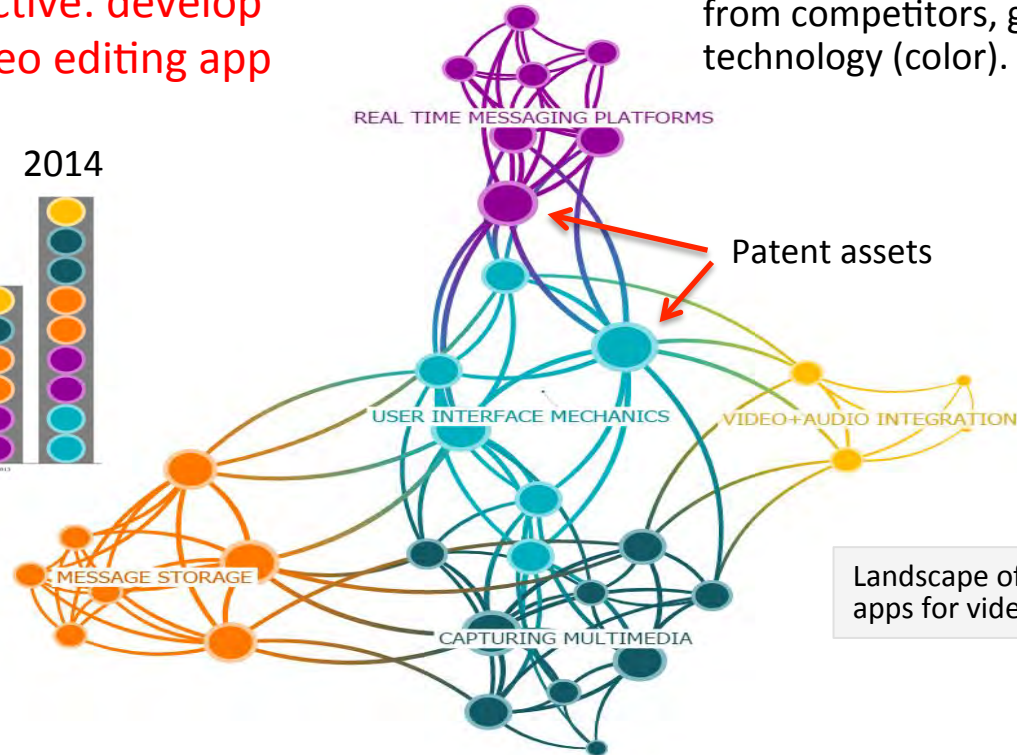 ctive: develop
eo editing app
from competitors, g
technology (color).
REAL TIME MESSAGING PLATFORMS
2014
Patent assets
USER INTERFACE MECHANICS
VIDEO+AUDIO INTEGRATION
MESSAGE STORAGE
CAPTURING MULTIMEDIA
Landscape of
apps for vide